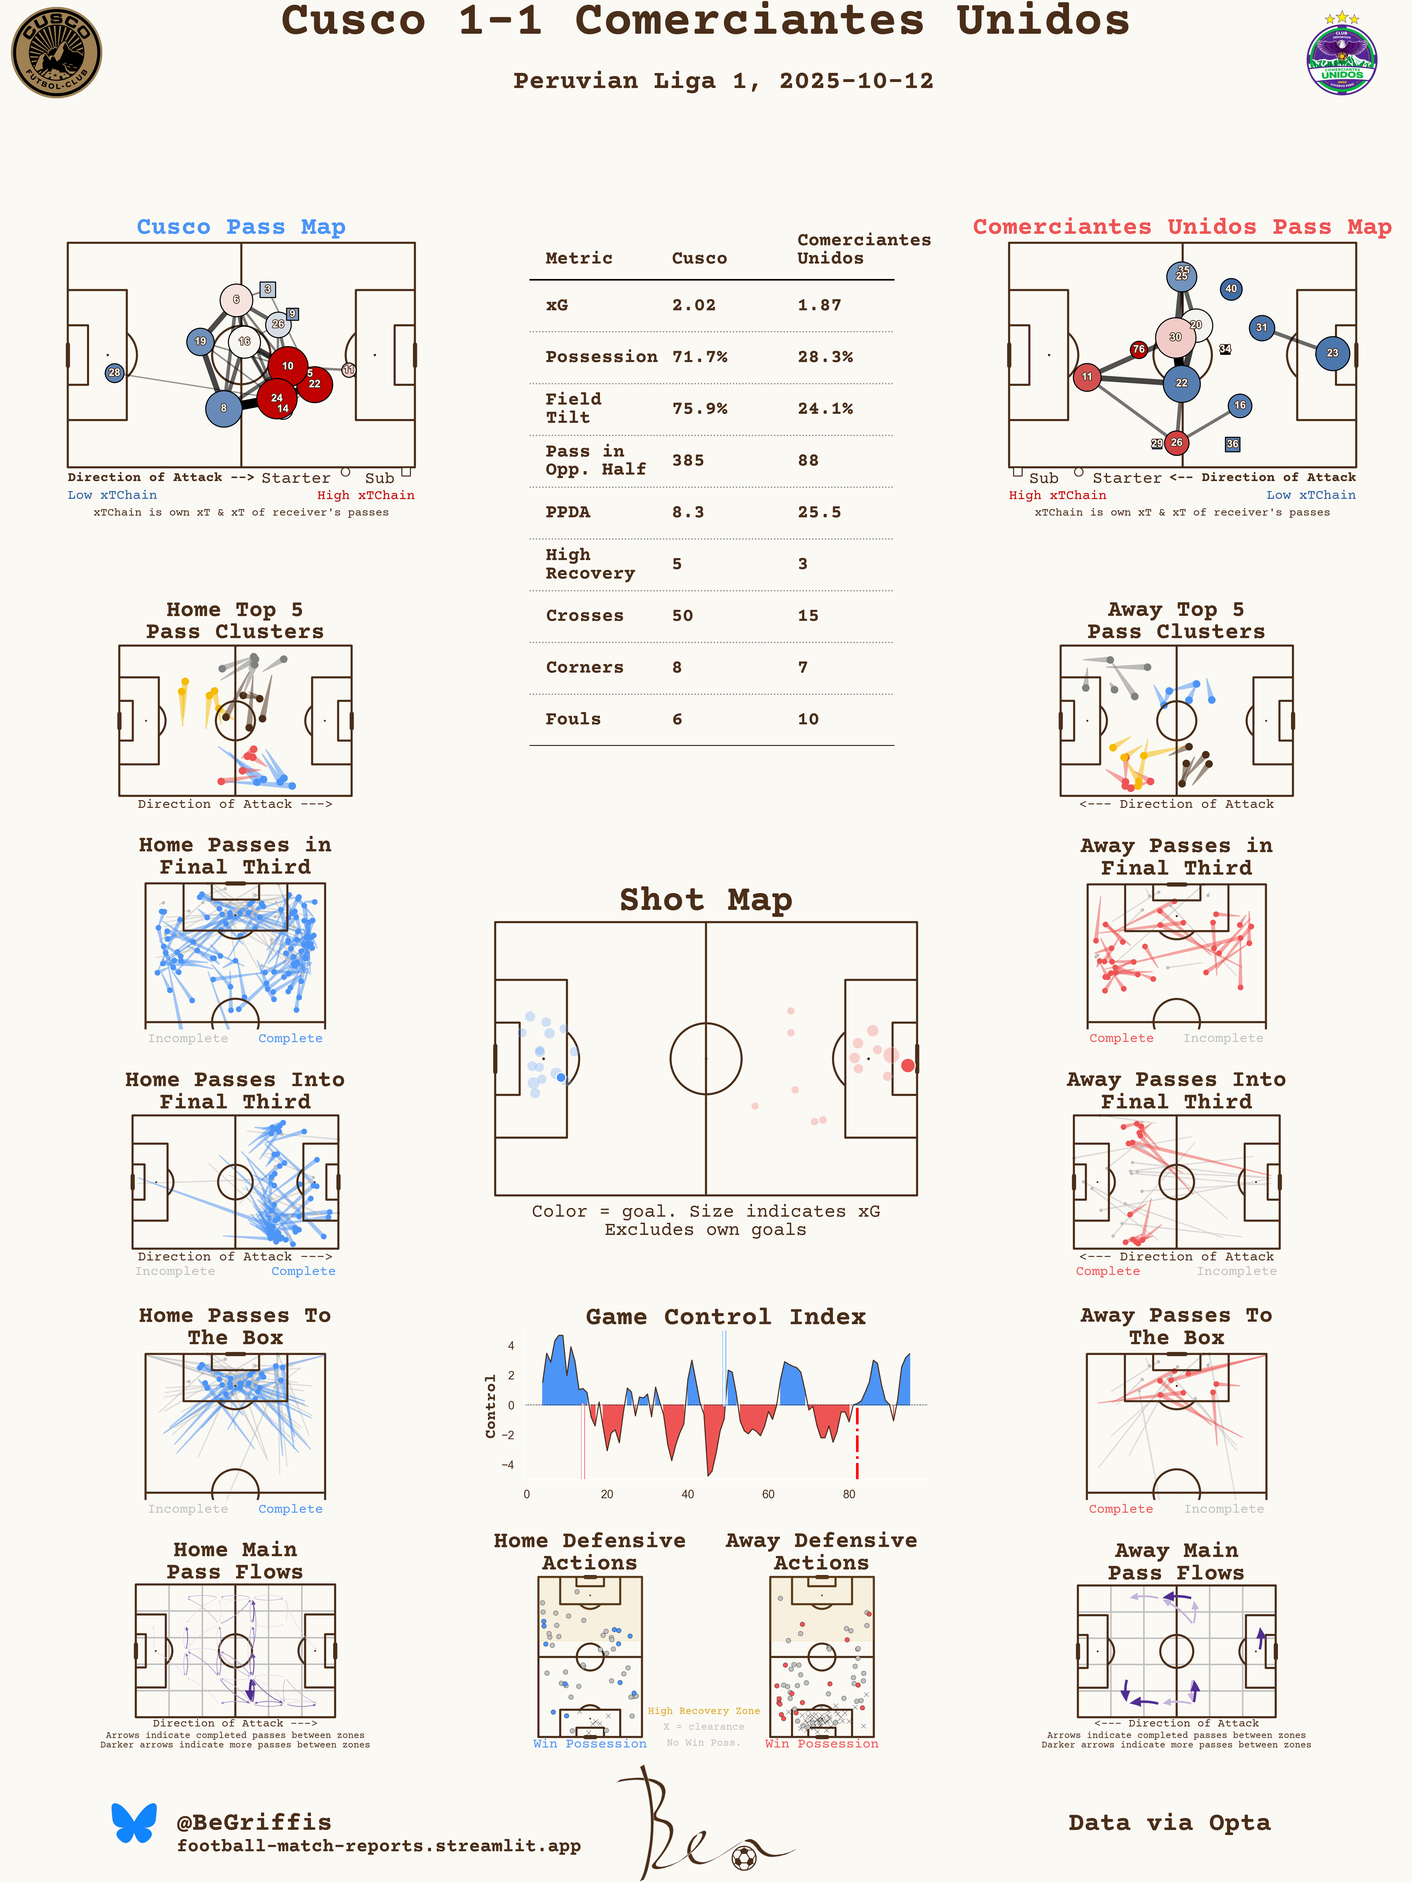 Cusco 1-1 Comerciantes Unidos
Peruvian Liga 1, 2025-10-12
CUSCO
FUTBOL-CLUB
CLUB
COMERCIANTES
UNIDOS
Cusco Pass Map
6
3
9
26
19
16
10
5
22
11
28
24
14
8
Direction of Attack --> Starter Sub
Low xTChain High xTChain
xTChain is own xT & xT of receiver's passes
Metric Cusco Comerciantes
Unidos
xG 2.02 1.87
Possession 71.7% 28.3%
Field
Tilt 75.9% 24.1%
Pass in
Opp. Half 385 88
PPDA 8.3 25.5
High
Recovery 5 3
Crosses 50 15
Corners 8 7
Fouls 6 10
Comerciantes Unidos Pass Map
35
25
40
20
31
30
76
34
23
11
22
16
29
26
36
Sub Starter <-- Direction of Attack
High xTChain Low xTChain
xTChain is own xT & xT of receiver's passes
Home Top 5
Pass Clusters
Direction of Attack --->
Away Top 5
Pass Clusters
<--- Direction of Attack
Home Passes in
Final Third
Incomplete Complete
Away Passes in
Final Third
Complete Incomplete
Shot Map
Color = goal. Size indicates xG
Excludes own goals
Home Passes Into
Final Third
Direction of Attack --->
Incomplete Complete
Away Passes Into
Final Third
<--- Direction of Attack
Complete Incomplete
Home Passes To
The Box
Incomplete Complete
Game Control Index
Control
4
2
0
−2
−4
0 20 40 60 80
Away Passes To
The Box
Complete Incomplete
Home Main
Pass Flows
Direction of Attack --->
Arrows indicate completed passes between zones
Darker arrows indicate more passes between zones
Home Defensive
Actions
Win Possession
Away Defensive
Actions
Win Possession
High Recovery Zone
X = clearance
No Win Poss.
Away Main
Pass Flows
<--- Direction of Attack
Arrows indicate completed passes between zones
Darker arrows indicate more passes between zones
@BeGriffis
football-match-reports.streamlit.app
Ben
Data via Opta